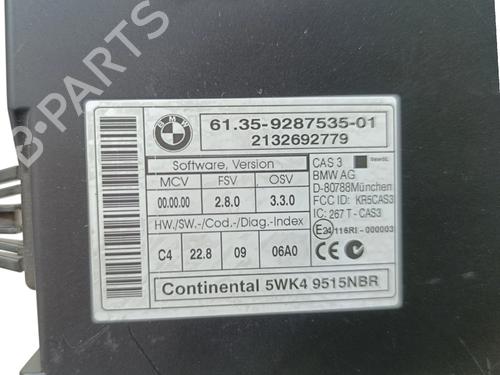 BMW
61.35-9287535-01
2132692779
Software, Version
MCV FSV OSV
00.00.00 2.8.0 3.3.0
HW./SW.-/Cod.-/Diag.-Index
C4 22.8 09 06A0
CAS 3
BMW AG
D-80788München
FCC ID: KR5CAS3
IC: 267 T - CAS3
E24 116RI-000003
CE
Continental 5WK4 9515NBR
B-PARTS